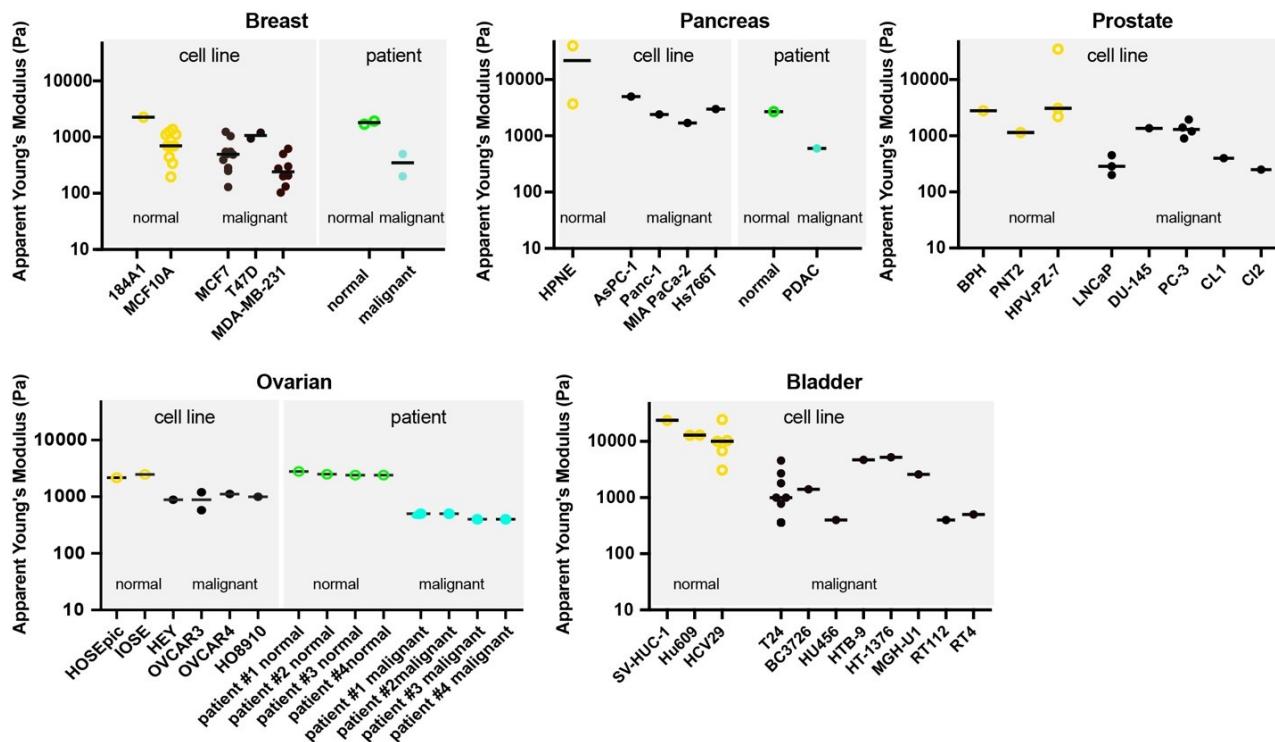 Breast
Apparent Young's Modulus (Pa)
10000
1000
100
10
cell line
patient
normal
malignant
normal
malignant
184A1
MCF10A
MCF7
T47D
MDA-MB-231
normal
malignant
Pancreas
Apparent Young's Modulus (Pa)
10000
1000
100
10
cell line
patient
normal
malignant
normal
malignant
HPNE
AsPC-1
Panc-1
MIA PaCa-2
Hs766T
normal
PDAC
Prostate
Apparent Young's Modulus (Pa)
10000
1000
100
10
cell line
normal
malignant
BPH
PNT2
HPV-PZ-7
LNCaP
DU-145
PC-3
CL1
Cl2
Ovarian
Apparent Young's Modulus (Pa)
10000
1000
100
10
cell line
patient
normal
malignant
normal
malignant
HOSEpic
IOSE
HEY
OVCAR3
OVCAR4
HO8910
patient #1 normal
patient #2 normal
patient #3 normal
patient #4normal
patient #1 malignant
patient #2malignant
patient #3 malignant
patient #4 malignant
Bladder
Apparent Young's Modulus (Pa)
10000
1000
100
10
cell line
normal
malignant
SV-HUC-1
Hu609
HCV29
T24
BC3726
HU456
HTB-9
HT-1376
MGH-U1
RT112
RT4